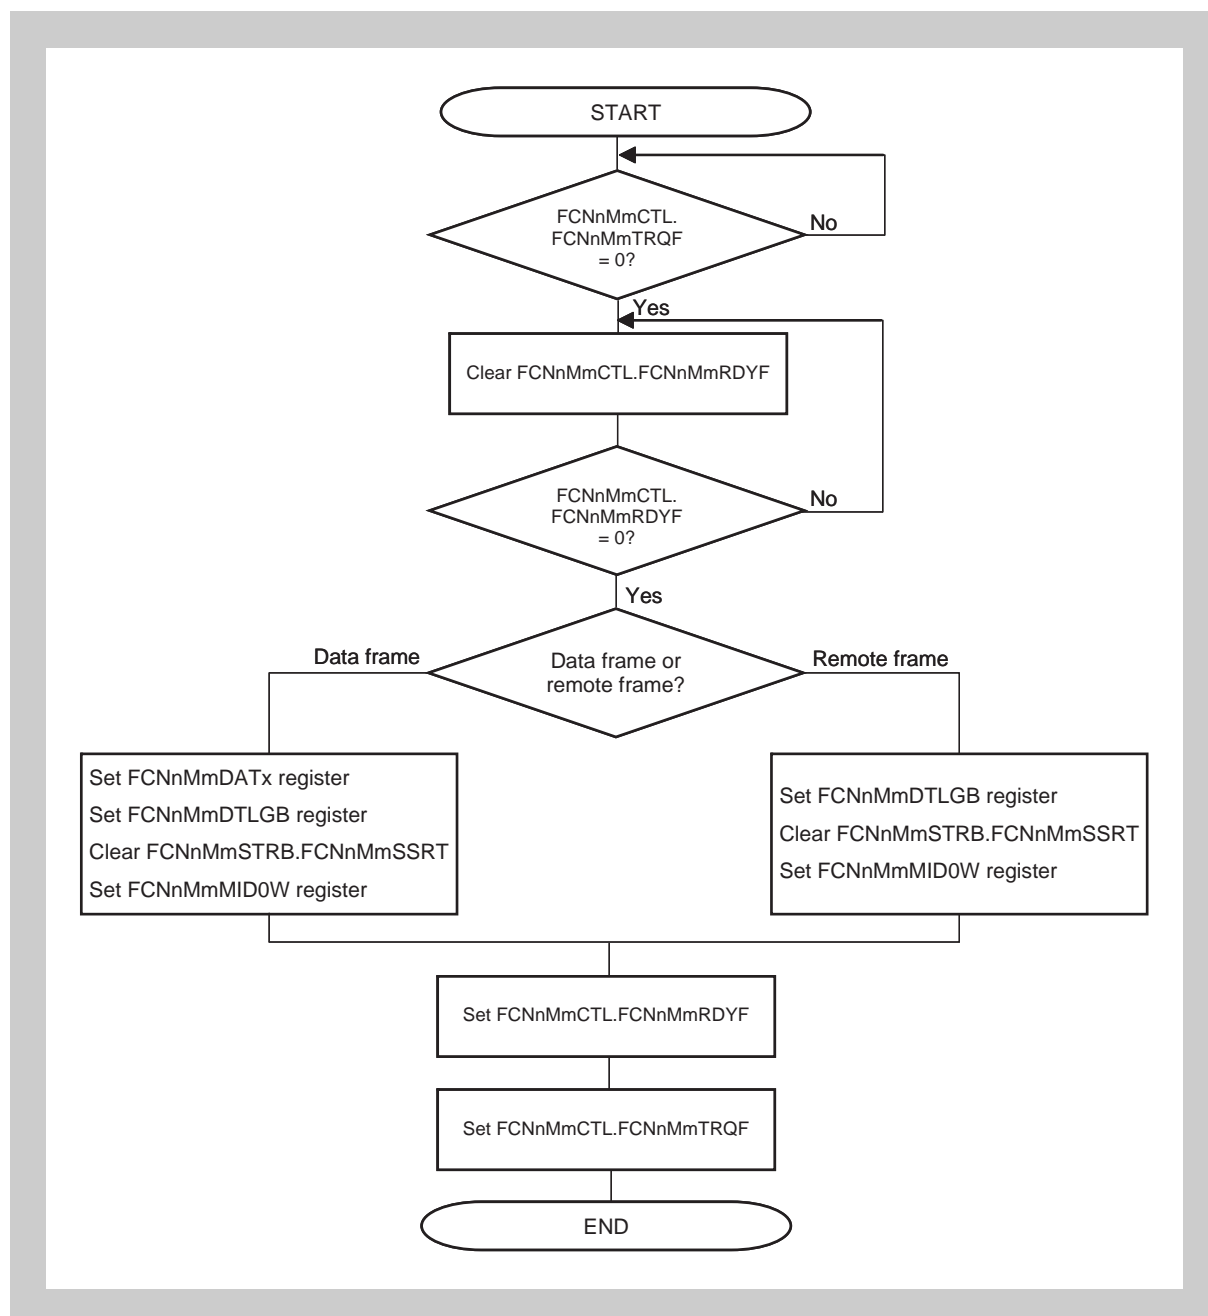 START
FCNnMmCTL.
FCNnMmTRQF
= 0?
No
Yes
Clear FCNnMmCTL.FCNnMmRDYF
FCNnMmCTL.
FCNnMmRDYF
= 0?
No
Yes
Data frame
Data frame or
remote frame?
Remote frame
Set FCNnMmDATx register
Set FCNnMmDTLGB register
Clear FCNnMmSTRB.FCNnMmSSRT
Set FCNnMmMID0W register
Set FCNnMmDTLGB register
Clear FCNnMmSTRB.FCNnMmSSRT
Set FCNnMmMID0W register
Set FCNnMmCTL.FCNnMmRDYF
Set FCNnMmCTL.FCNnMmTRQF
END